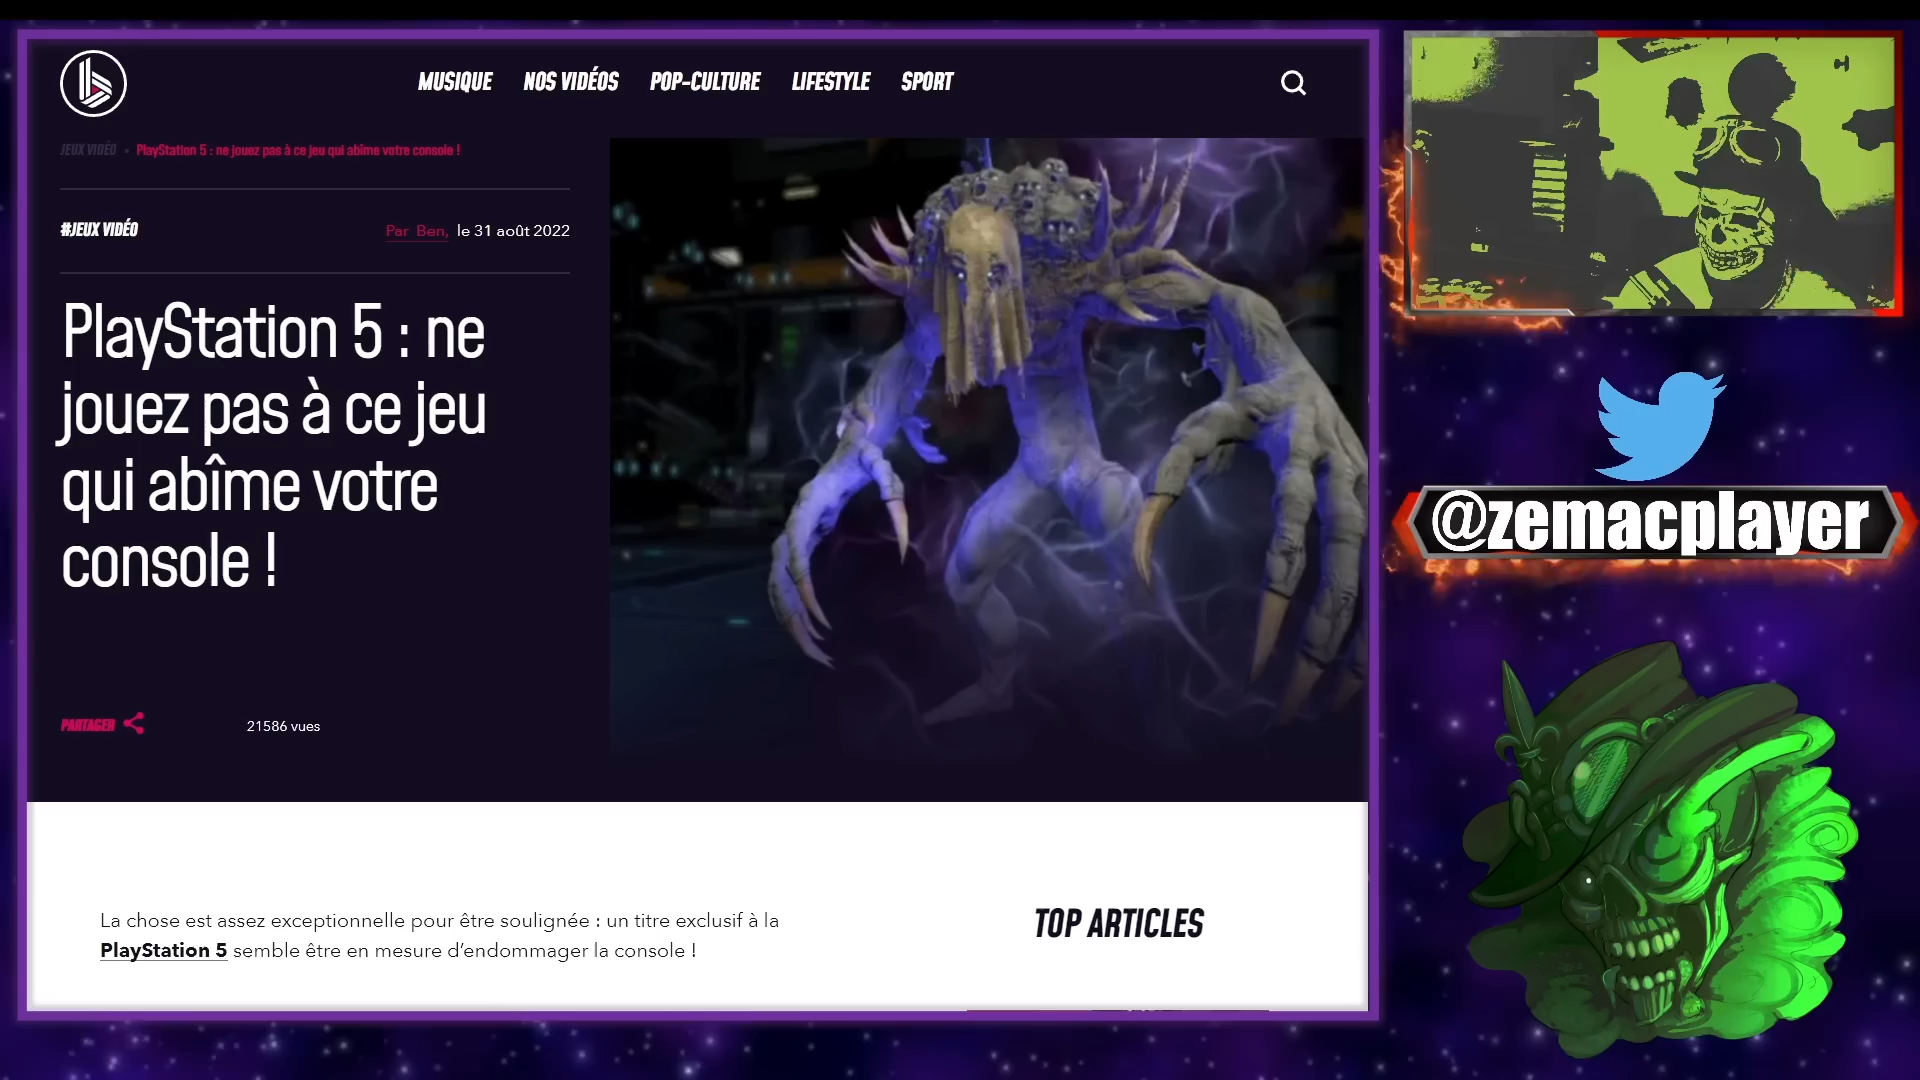 MUSIQUE NOS VIDÉOS POP-CULTURE LIFESTYLE SPORT
JEUX VIDÉO • PlayStation 5 : ne jouez pas à ce jeu qui abîme votre console !
#JEUX VIDÉO Par Ben, le 31 août 2022
PlayStation 5 : ne
jouez pas à ce jeu
qui abîme votre
console !
PARTAGER 21586 vues
La chose est assez exceptionnelle pour être soulignée : un titre exclusif à la
PlayStation 5 semble être en mesure d’endommager la console !
TOP ARTICLES
@zemacplayer